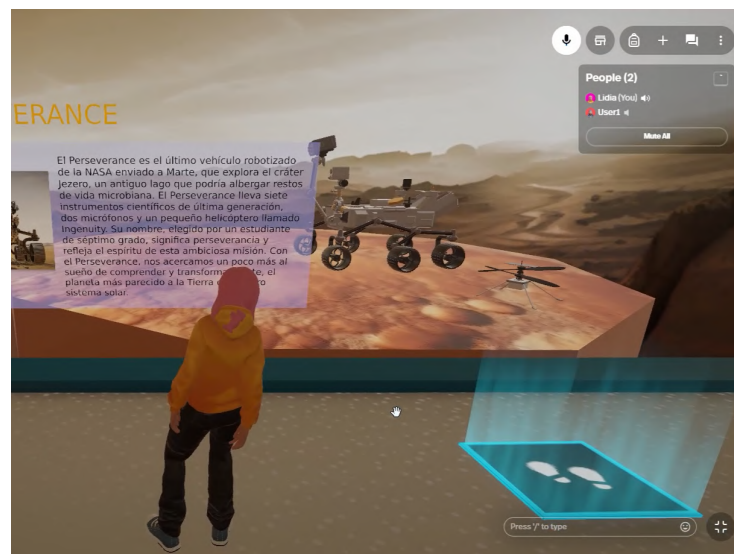 ERANCE
El Perseverance es el último vehículo robotizado
de la NASA enviado a Marte, que explora el cráter
Jezero, un antiguo lago que podría albergar restos
de vida microbiana. El Perseverance lleva siete
instrumentos científicos de última generación,
dos micrófonos y un pequeño helicóptero llamado
Ingenuity. Su nombre, elegido por un estudiante
de séptimo grado, significa perseverancia y
refleja el espíritu de esta ambiciosa misión. Con
el Perseverance, nos acercamos un poco más al
sueño de comprender y transforma te, el
planeta más parecido a la Tierra ro
sistema solar.
People (2)
Lidia (You)
User1
Mute All
Press '/' to type